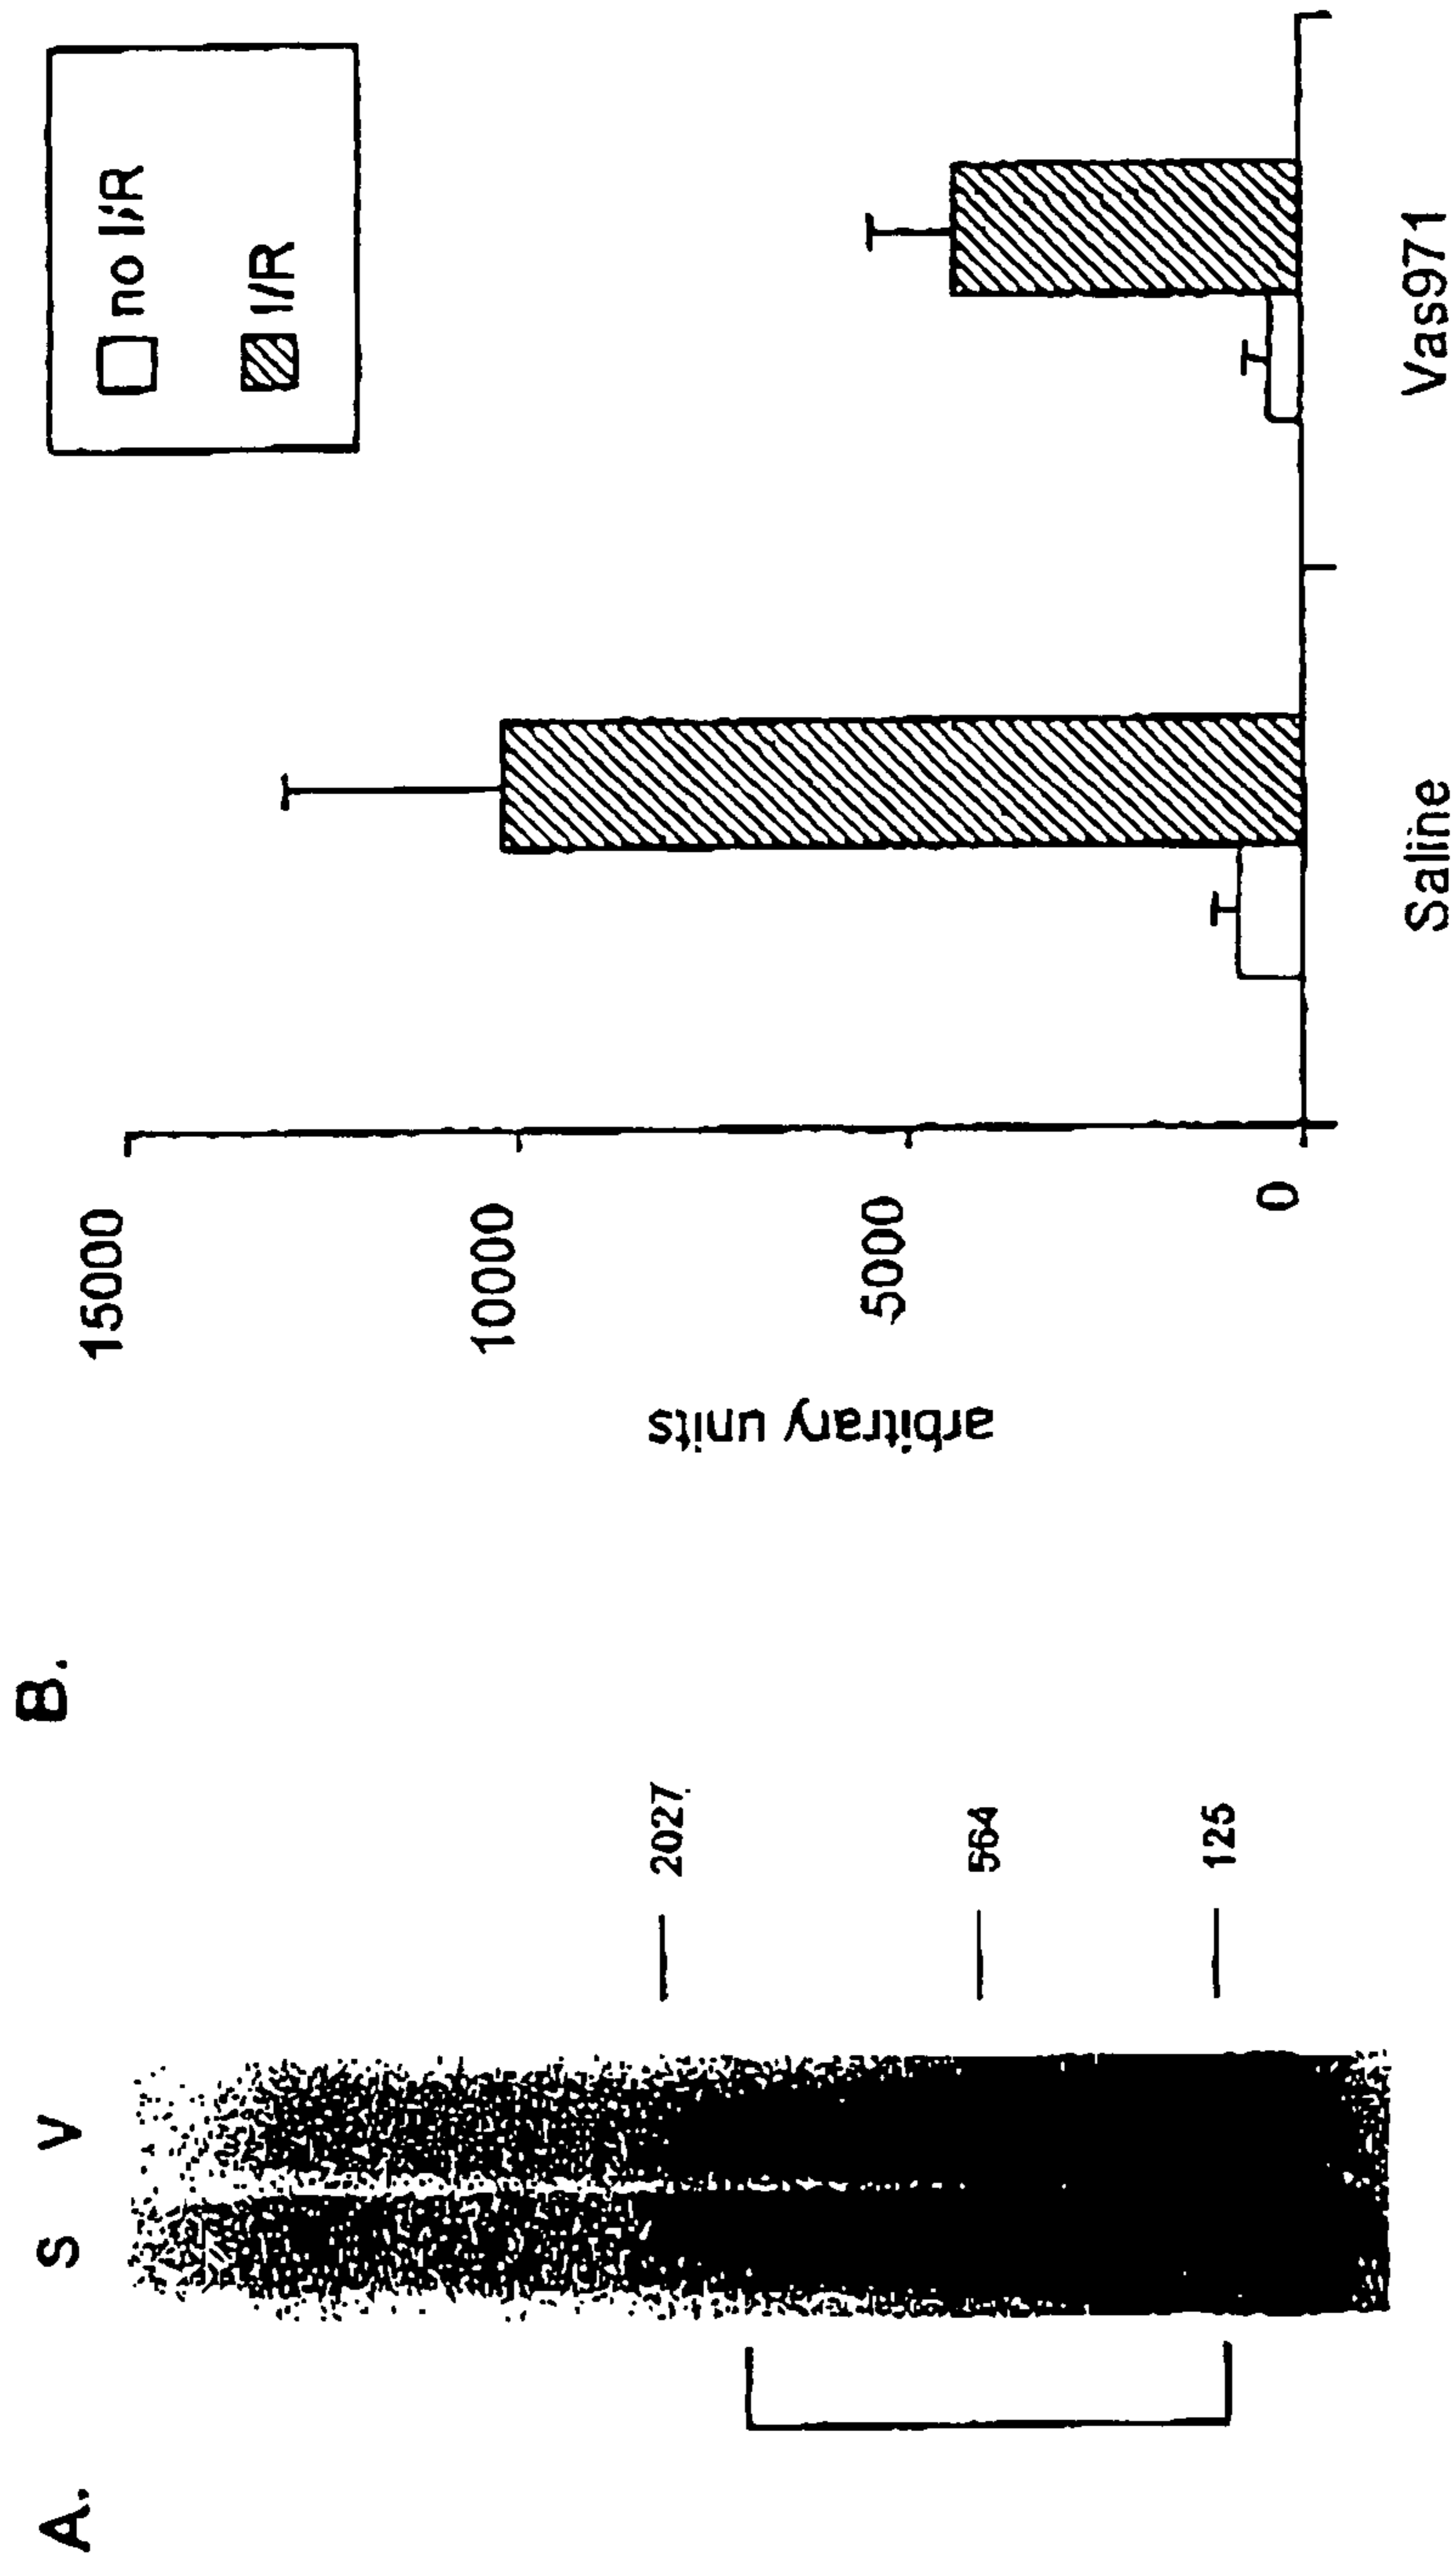 A.
S V
2027
564
125
B.
no I/R
I/R
15000
10000
5000
0
arbitrary units
Saline
Vas971